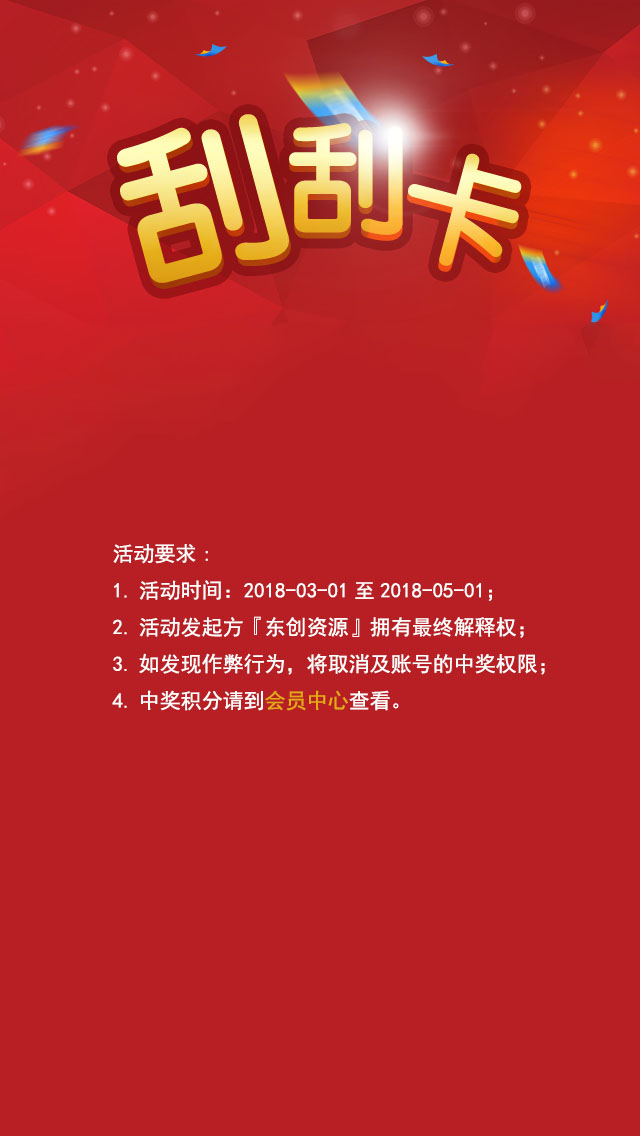 刮刮卡
活动要求：
1. 活动时间：2018-03-01 至 2018-05-01；
2. 活动发起方『东创资源』拥有最终解释权；
3. 如发现作弊行为，将取消及账号的中奖权限；
4. 中奖积分请到会员中心查看。